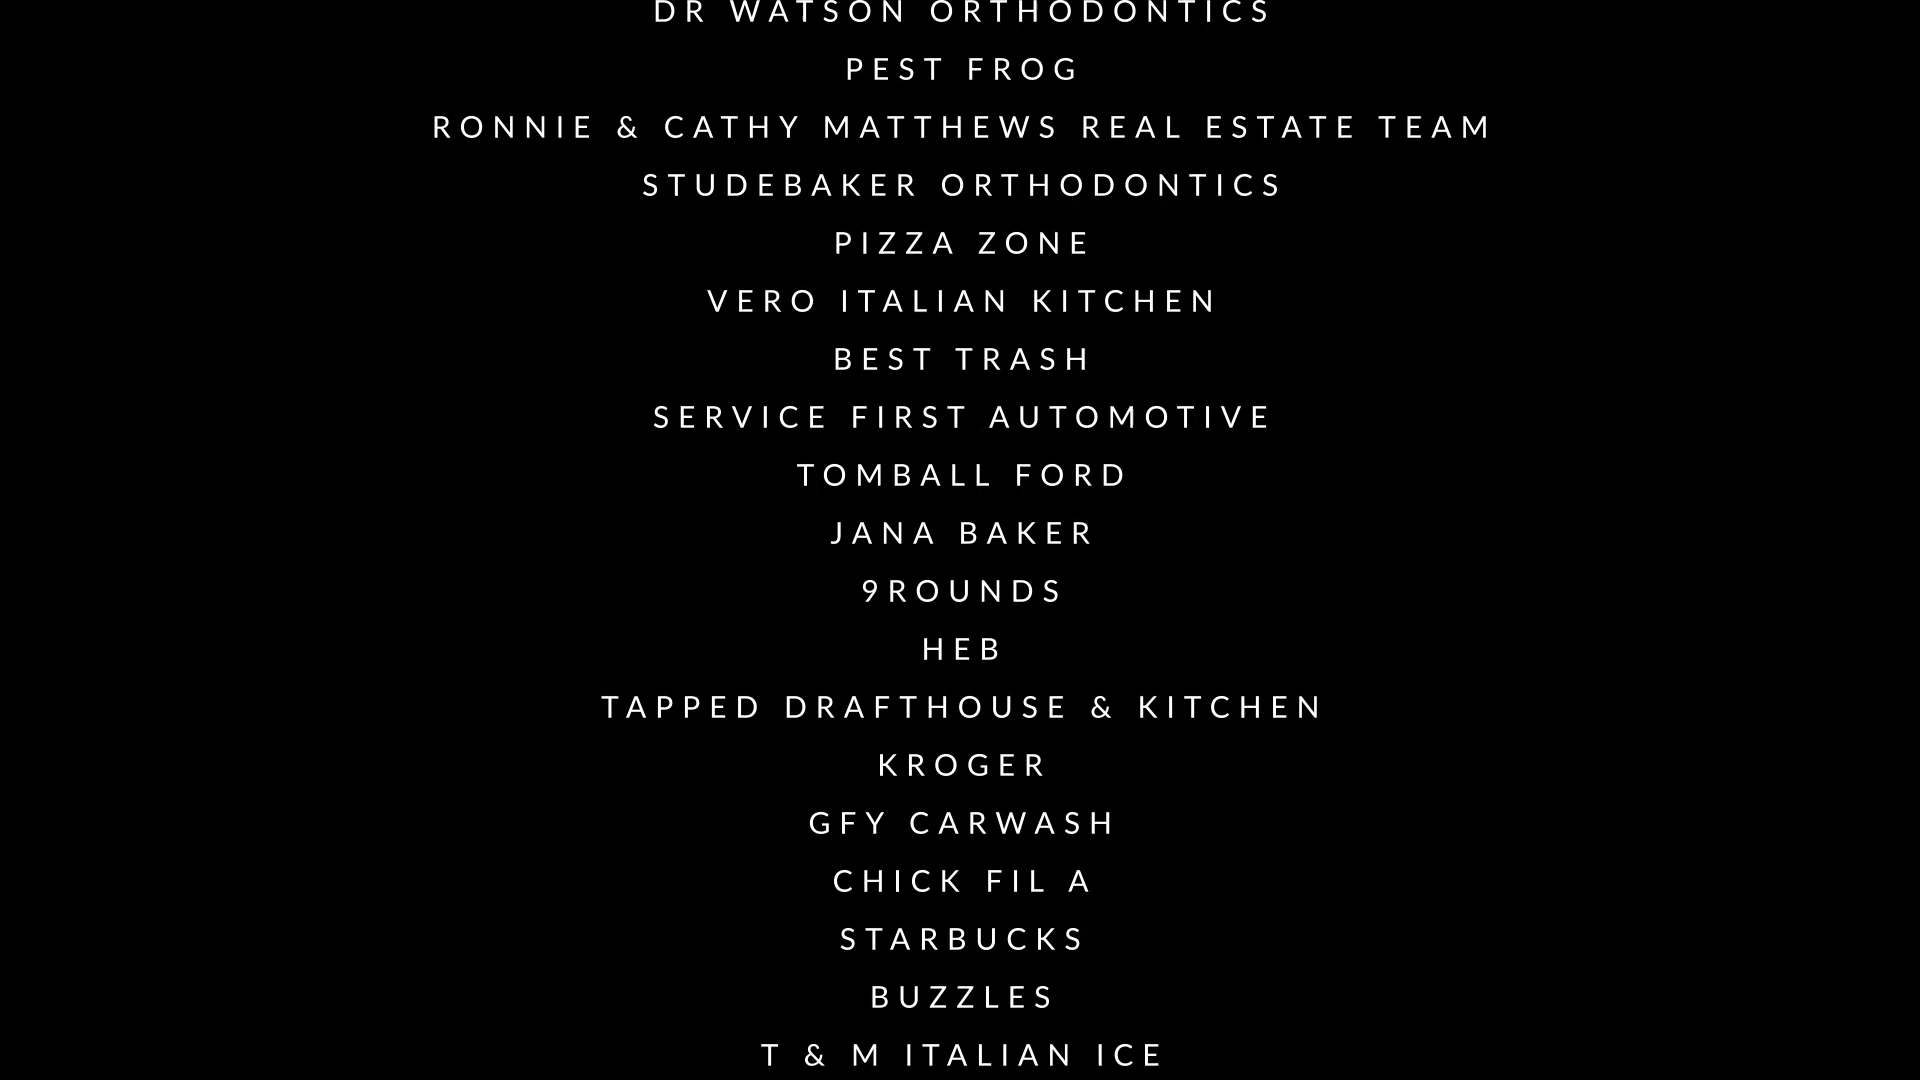 DR WATSON ORTHODONTICS
PEST FROG
RONNIE & CATHY MATTHEWS REAL ESTATE TEAM
STUDEBAKER ORTHODONTICS
PIZZA ZONE
VERO ITALIAN KITCHEN
BEST TRASH
SERVICE FIRST AUTOMOTIVE
TOMBALL FORD
JANA BAKER
9ROUNDS
HEB
TAPPED DRAFTHOUSE & KITCHEN
KROGER
GFY CARWASH
CHICK FIL A
STARBUCKS
BUZZLES
T & M ITALIAN ICE